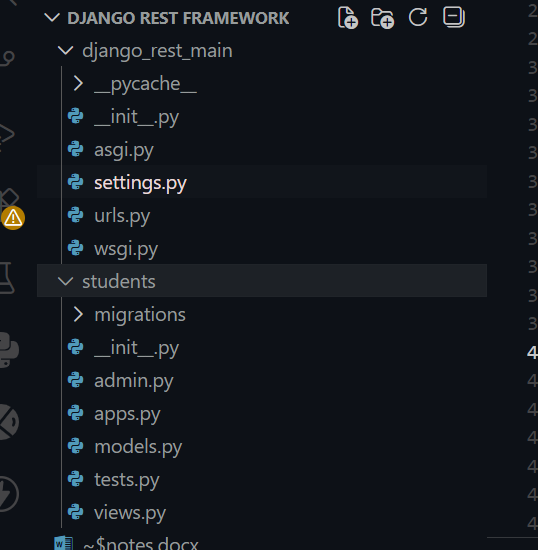 DJANGO REST FRAMEWORK
django_rest_main
__pycache__
__init__.py
asgi.py
settings.py
urls.py
wsgi.py
students
migrations
__init__.py
admin.py
apps.py
models.py
tests.py
views.py
~$notes.docx